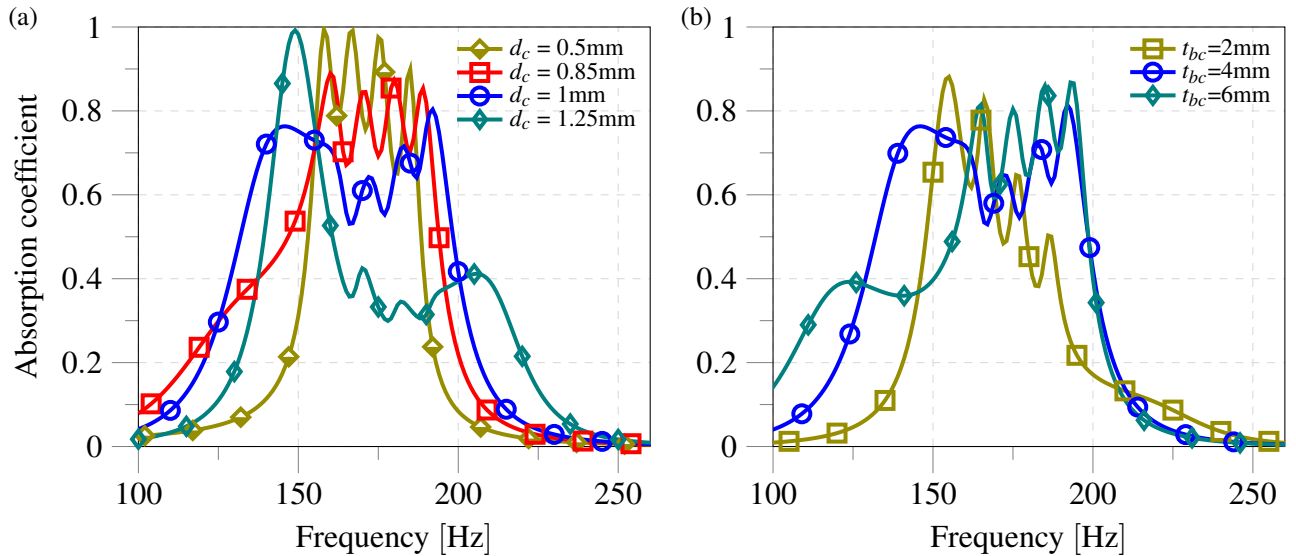 (a)
1
0.8
0.6
0.4
0.2
0
100
150
200
250
Absorption coefficient
Frequency [Hz]
d_c = 0.5mm
d_c = 0.85mm
d_c = 1mm
d_c = 1.25mm
(b)
1
0.8
0.6
0.4
0.2
0
100
150
200
250
Frequency [Hz]
t_bc=2mm
t_bc=4mm
t_bc=6mm